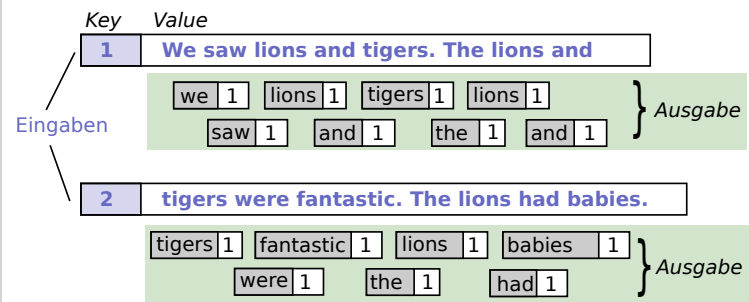 Key Value
1 We saw lions and tigers. The lions and
we 1 lions 1 tigers 1 lions 1
Ausgabe
saw 1 and 1 the 1 and 1
Eingaben
2 tigers were fantastic. The lions had babies.
tigers 1 fantastic 1 lions 1 babies 1
Ausgabe
were 1 the 1 had 1